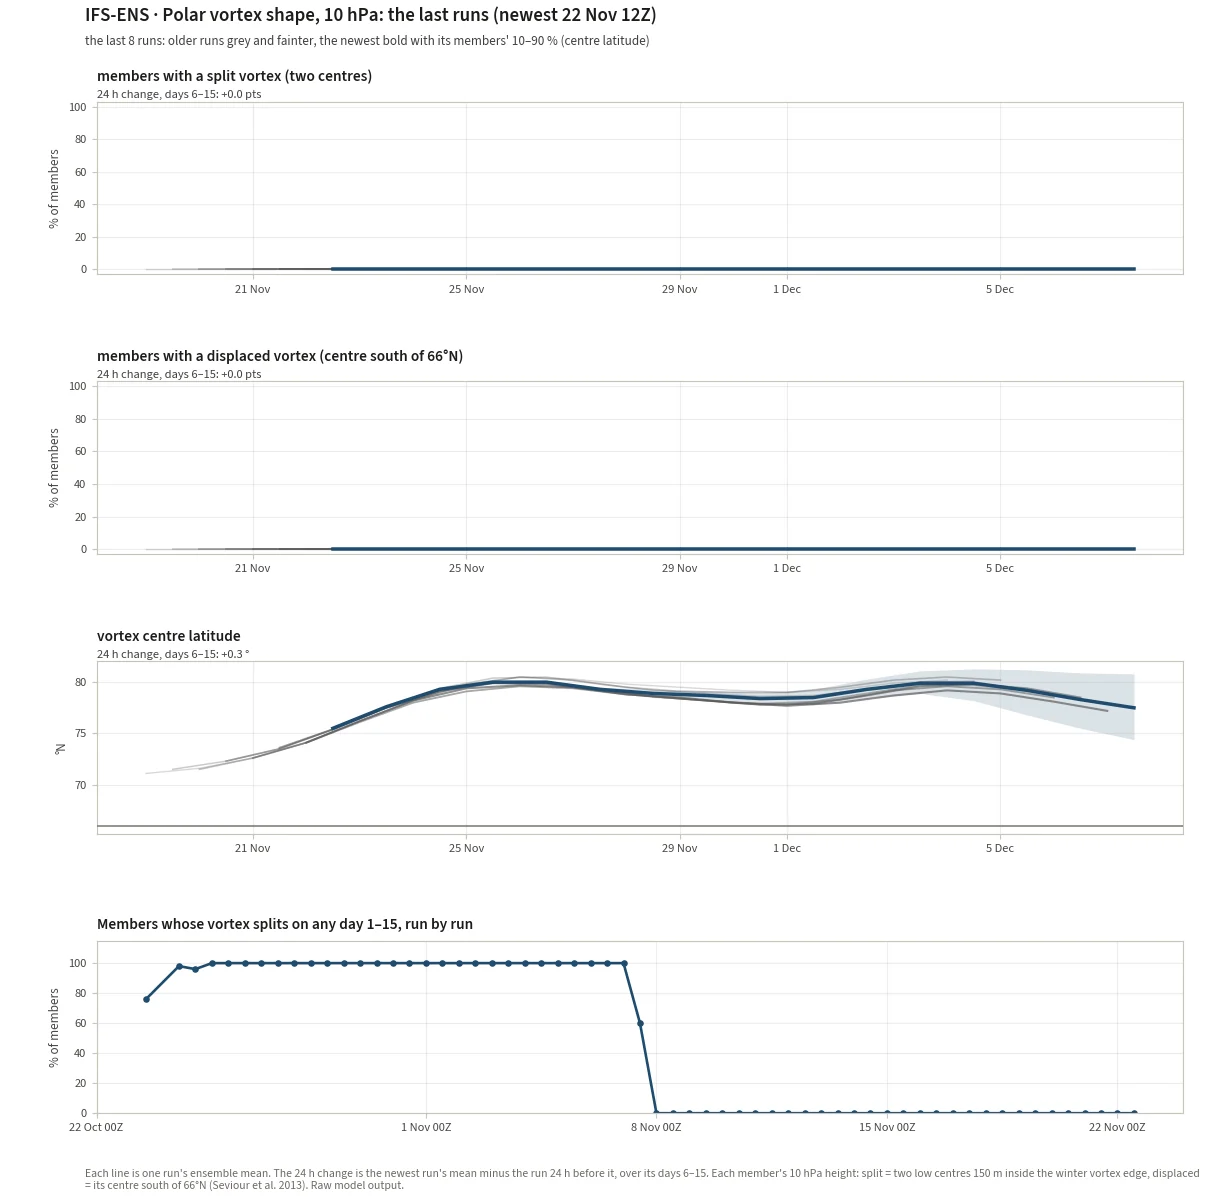 IFS-ENS · Polar vortex shape, 10 hPa: the last runs (newest 22 Nov 12Z)
the last 8 runs: older runs grey and fainter, the newest bold with its members' 10–90 % (centre latitude)
members with a split vortex (two centres)
24 h change, days 6–15: +0.0 pts
100
80
60
40
20
0
% of members
21 Nov
25 Nov
29 Nov
1 Dec
5 Dec
members with a displaced vortex (centre south of 66°N)
24 h change, days 6–15: +0.0 pts
100
80
60
40
20
0
% of members
21 Nov
25 Nov
29 Nov
1 Dec
5 Dec
vortex centre latitude
24 h change, days 6–15: +0.3 °
80
75
70
°N
21 Nov
25 Nov
29 Nov
1 Dec
5 Dec
Members whose vortex splits on any day 1–15, run by run
100
80
60
40
20
0
% of members
22 Oct 00Z
1 Nov 00Z
8 Nov 00Z
15 Nov 00Z
22 Nov 00Z
Each line is one run's ensemble mean. The 24 h change is the newest run's mean minus the run 24 h before it, over its days 6–15. Each member's 10 hPa height: split = two low centres 150 m inside the winter vortex edge, displaced
= its centre south of 66°N (Seviour et al. 2013). Raw model output.